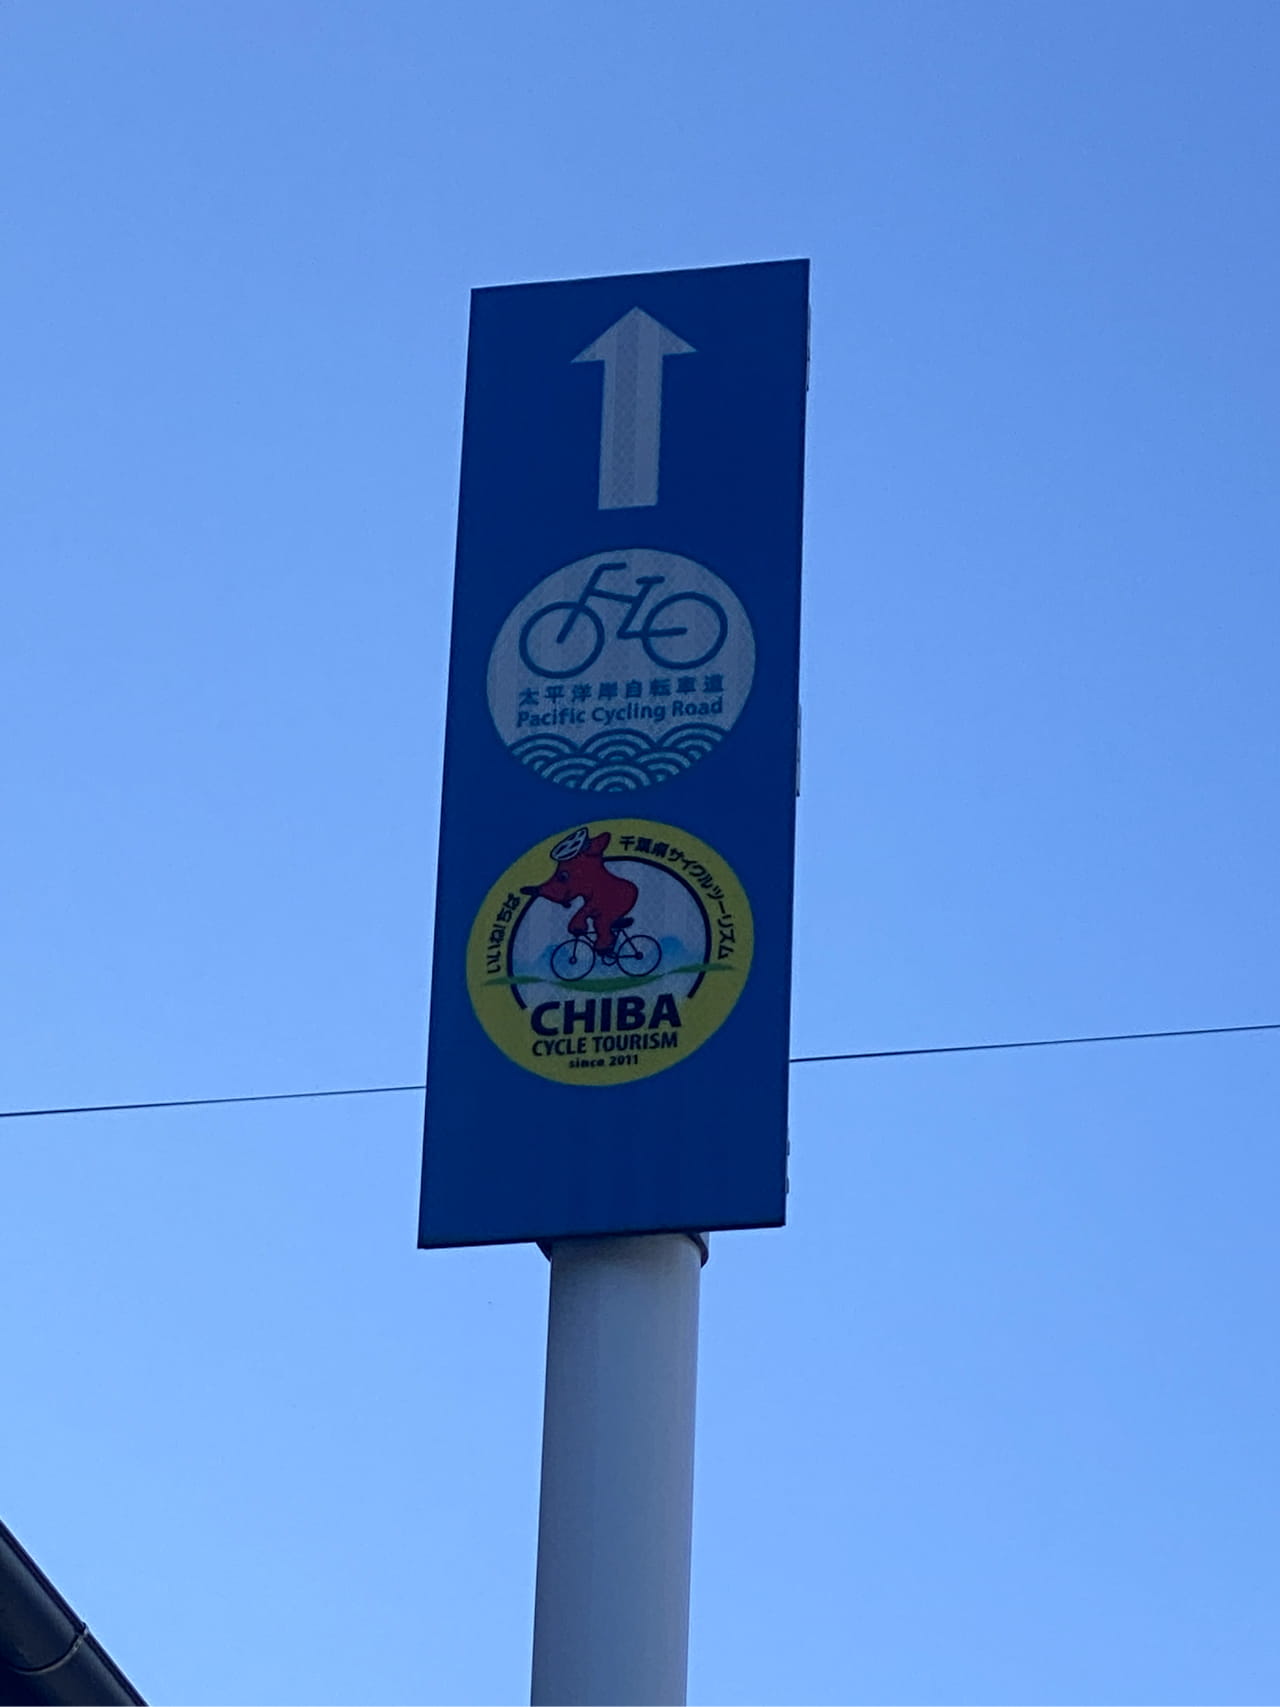 太平洋岸自転車道
Pacific Cycling Road
いいね!ちば
千葉県サイクルツーリズム
CHIBA
CYCLE TOURISM
since 2011